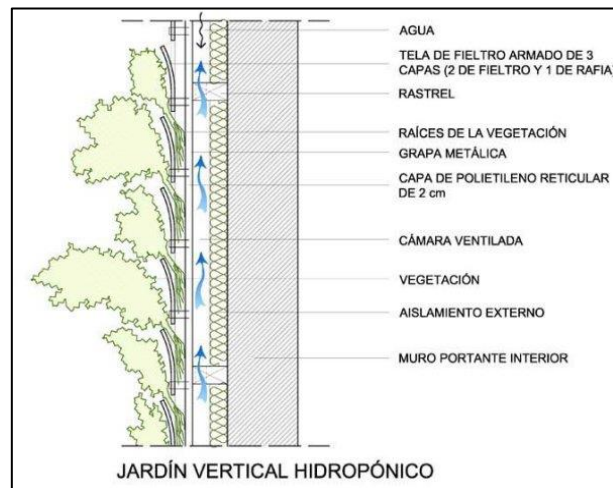 AGUA
TELA DE FIELTRO ARMADO DE 3
CAPAS (2 DE FIELTRO Y 1 DE RAFIA)
RASTREL
RAÍCES DE LA VEGETACIÓN
GRAPA METÁLICA
CAPA DE POLIETILENO RETICULAR
DE 2 cm
CÁMARA VENTILADA
VEGETACIÓN
AISLAMIENTO EXTERNO
MURO PORTANTE INTERIOR
JARDÍN VERTICAL HIDROPÓNICO